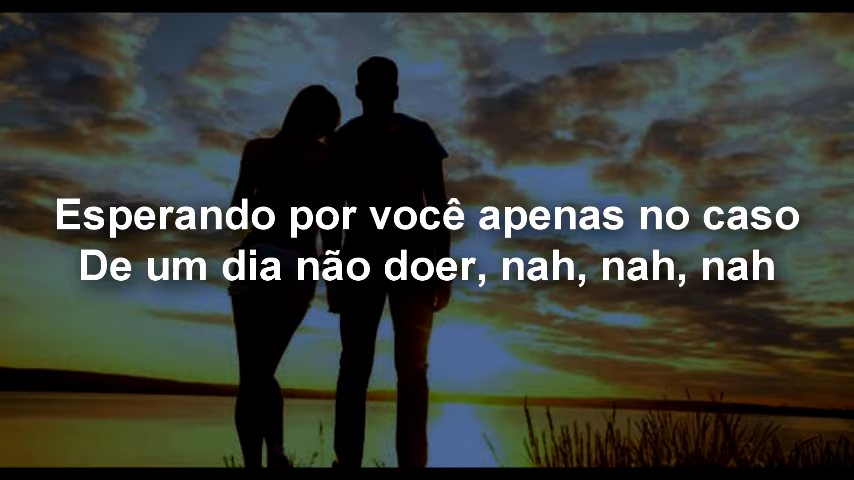 Esperando por você apenas no caso
De um dia não doer, nah, nah, nah